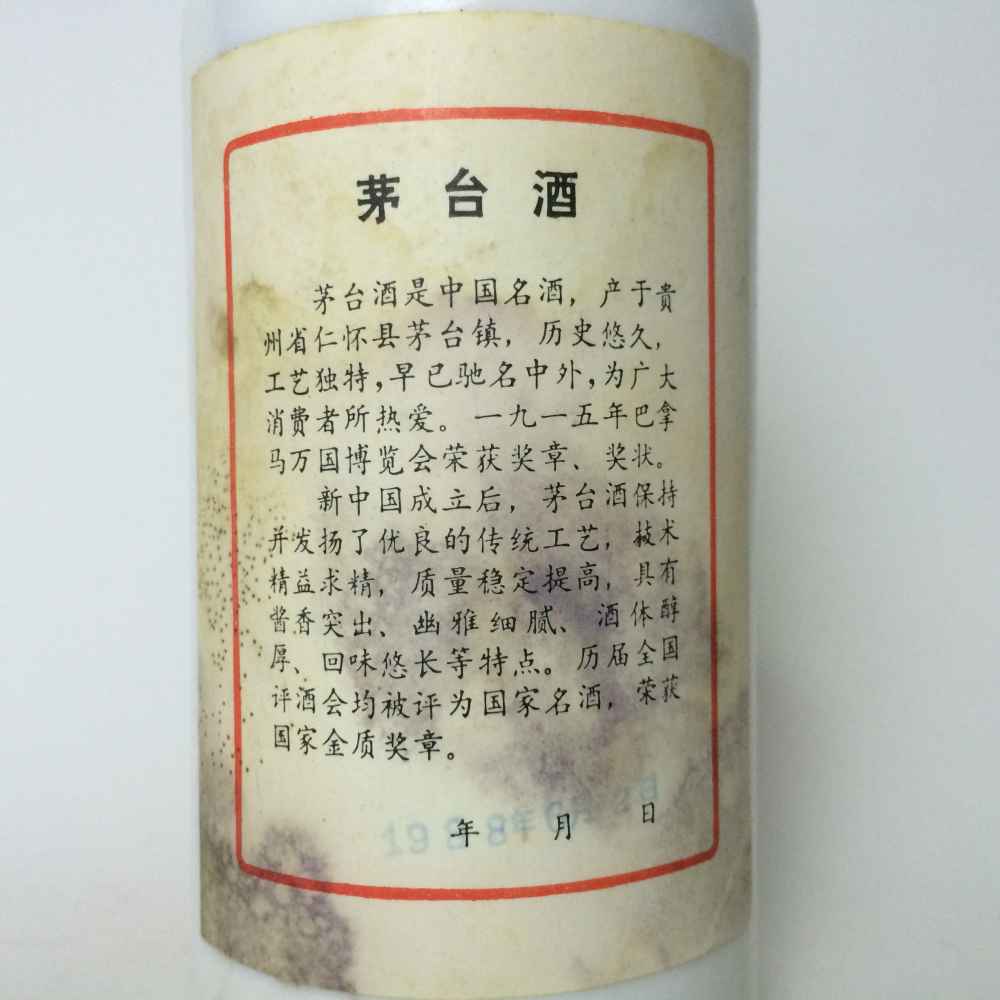 茅台酒
茅台酒是中国名酒，产于贵
州省仁怀县茅台镇，历史悠久，
工艺独特，早已驰名中外，为广大
消费者所热爱。一九一五年巴拿
马万国博览会荣获奖章、奖状。
新中国成立后，茅台酒保持
并发扬了优良的传统工艺，技术
精益求精，质量稳定提高，具有
酱香突出、幽雅细腻、酒体醇
厚、回味悠长等特点。历届全国
评酒会均被评为国家名酒，荣获
国家金质奖章。
年 月 日
1988年